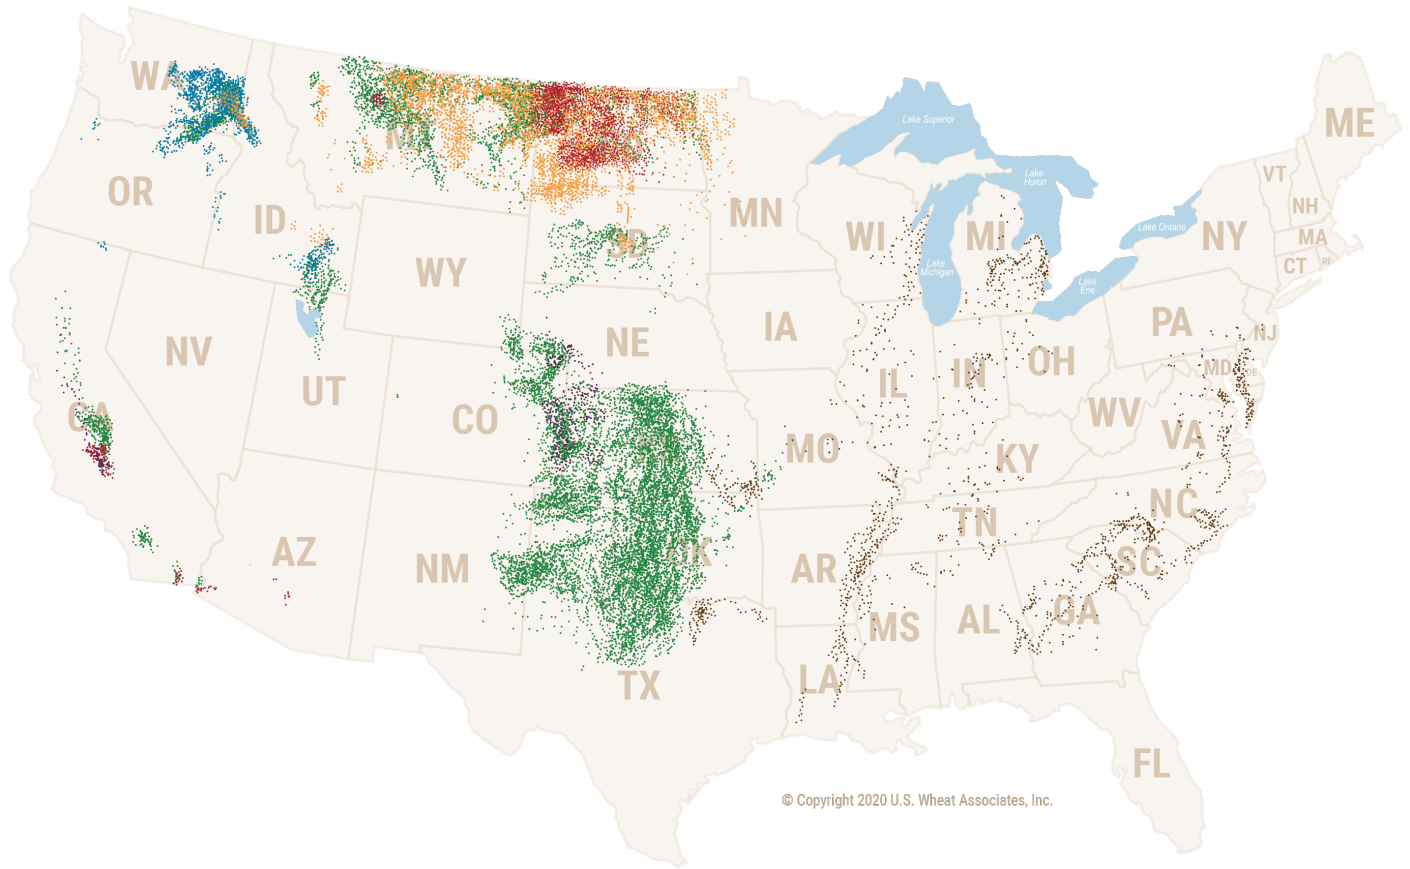 WA
MT
ND
ME
Lake Superior
OR
ID
MN
Lake
Huron
VT
NH
NY
MA
CT
RI
WY
SD
WI
MI
Lake Ontario
Lake
Michigan
Lake
Erie
NV
UT
CO
NE
IA
IL
IN
OH
PA
NJ
MD
DE
CA
KS
MO
KY
WV
VA
AZ
NM
OK
AR
TN
NC
SC
TX
LA
MS
AL
GA
FL
© Copyright 2020 U.S. Wheat Associates, Inc.